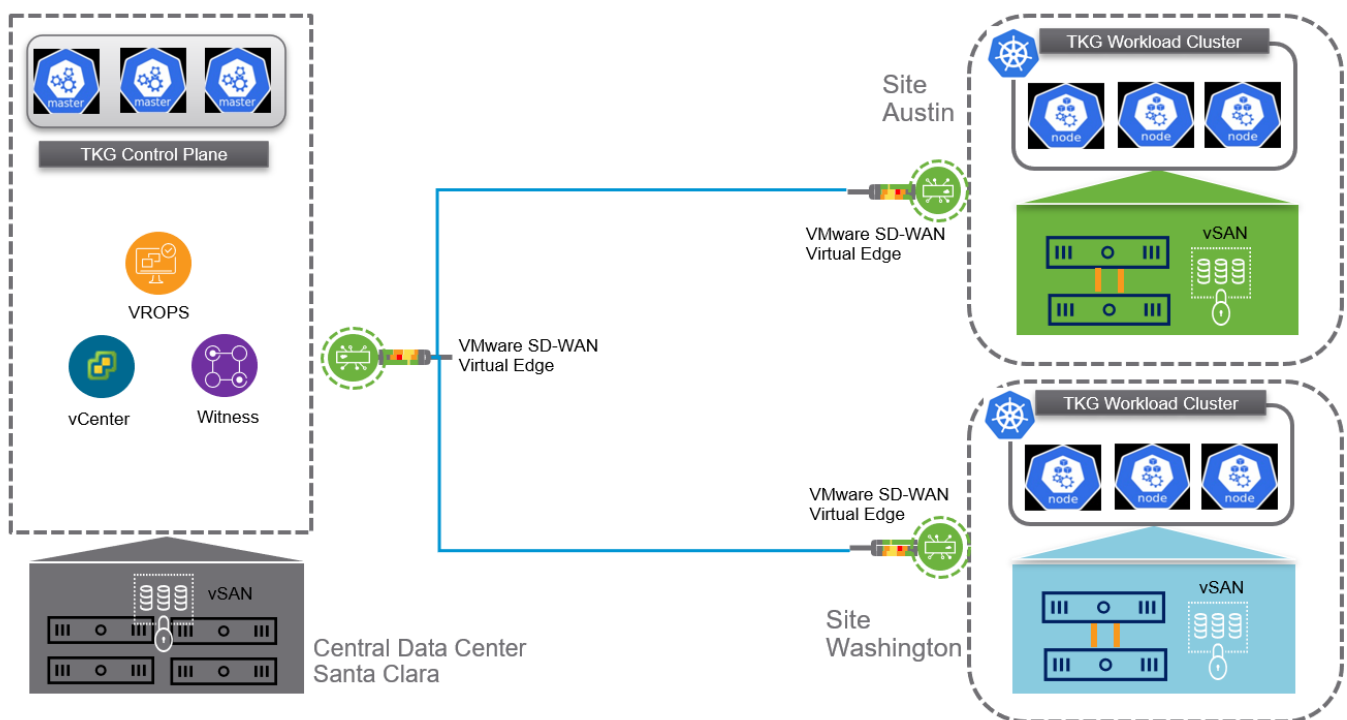 master
master
master
TKG Control Plane
VROPS
vCenter
Witness
vSAN
Central Data Center
Santa Clara
VMware SD-WAN
Virtual Edge
Site
Austin
VMware SD-WAN
Virtual Edge
TKG Workload Cluster
node
node
node
vSAN
VMware SD-WAN
Virtual Edge
Site
Washington
TKG Workload Cluster
node
node
node
vSAN